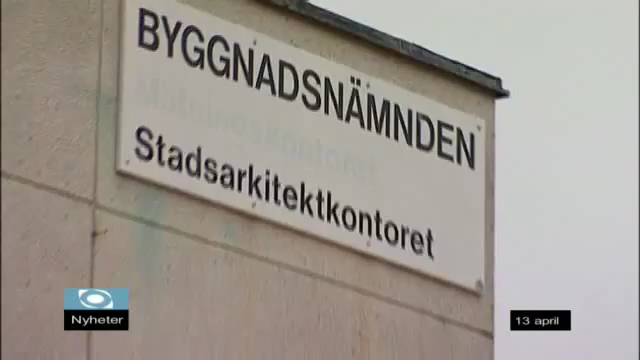 BYGGNADSNÄMNDEN
Stadsarkitektkontoret
Nyheter
13 april